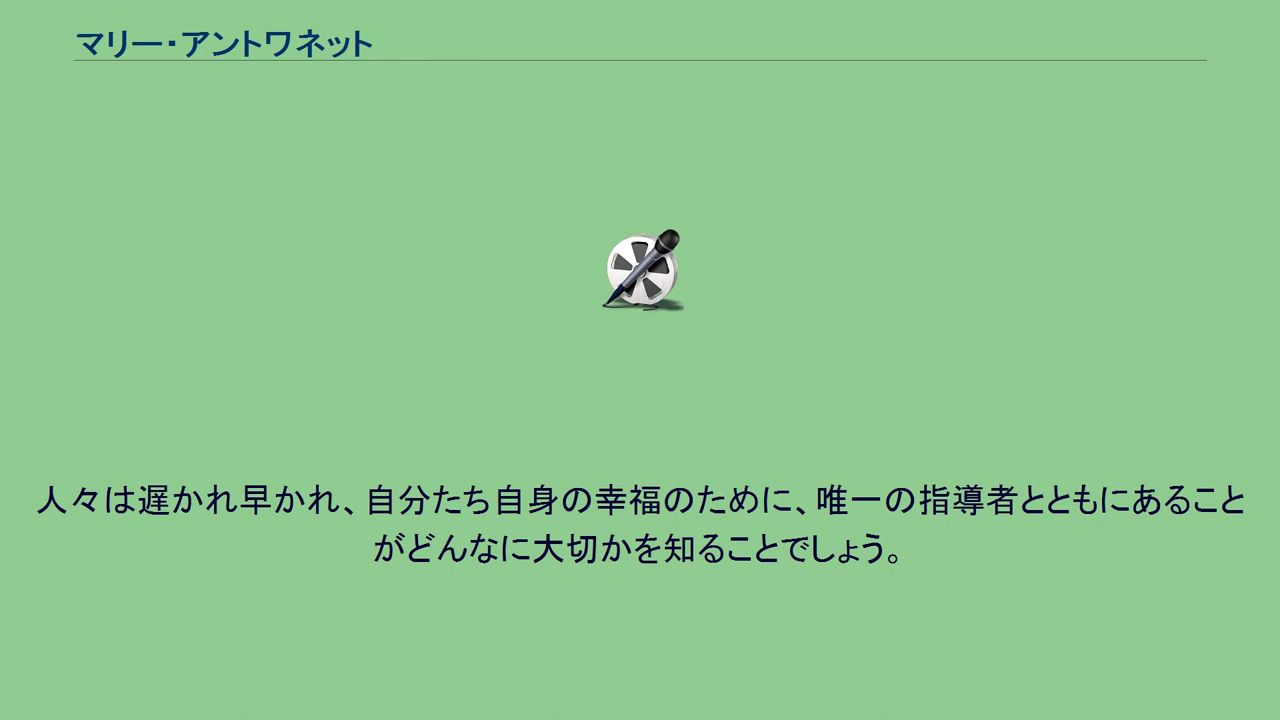 マリー・アントワネット
人々は遅かれ早かれ、自分たち自身の幸福のために、唯一の指導者とともにあること
がどんなに大切かを知ることでしょう。